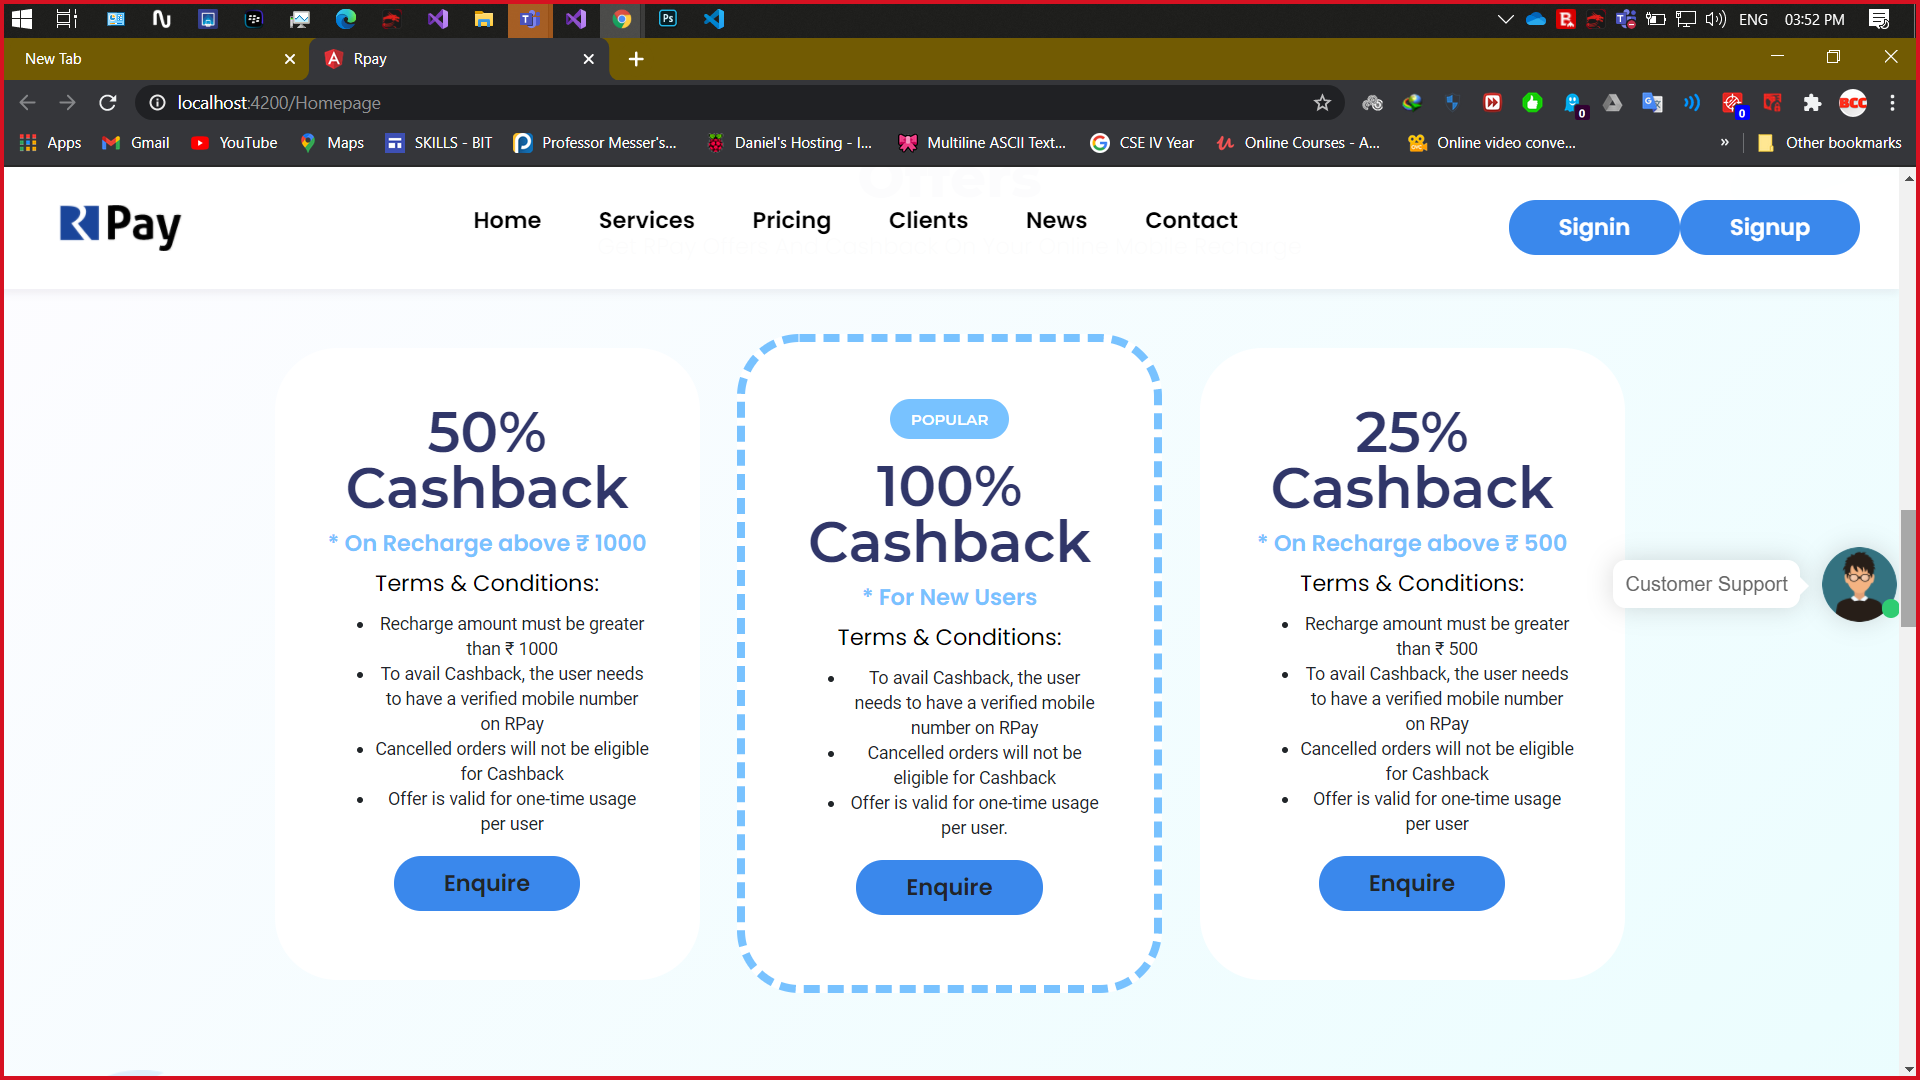 ENG 03:52 PM
New Tab
Rpay
localhost:4200/Homepage
0
0
BCC
Apps Gmail YouTube Maps SKILLS - BIT Professor Messer's... Daniel's Hosting - I... Multiline ASCII Text... CSE IV Year Online Courses - A... Online video conve... » Other bookmarks
Offers
RPay
Home Services Pricing Clients News Contact
Signin Signup
50%
Cashback
* On Recharge above ₹ 1000
Terms & Conditions:
• Recharge amount must be greater
than ₹ 1000
• To avail Cashback, the user needs
to have a verified mobile number
on RPay
• Cancelled orders will not be eligible
for Cashback
• Offer is valid for one-time usage
per user
Enquire
POPULAR
100%
Cashback
* For New Users
Terms & Conditions:
• To avail Cashback, the user
needs to have a verified mobile
number on RPay
• Cancelled orders will not be
eligible for Cashback
• Offer is valid for one-time usage
per user.
Enquire
25%
Cashback
* On Recharge above ₹ 500
Terms & Conditions:
• Recharge amount must be greater
than ₹ 500
• To avail Cashback, the user needs
to have a verified mobile number
on RPay
• Cancelled orders will not be eligible
for Cashback
• Offer is valid for one-time usage
per user
Enquire
Customer Support